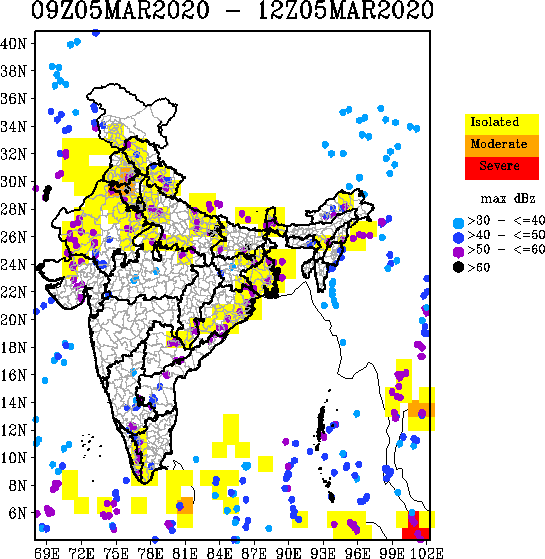 09Z05MAR2020 – 12Z05MAR2020
40N
38N
36N
34N
32N
30N
28N
26N
24N
22N
20N
18N
16N
14N
12N
10N
8N
6N
69E 72E 75E 78E 81E 84E 87E 90E 93E 96E 99E 102E
Isolated
Moderate
Severe
max dBz
>30 – <=40
>40 – <=50
>50 – <=60
>60